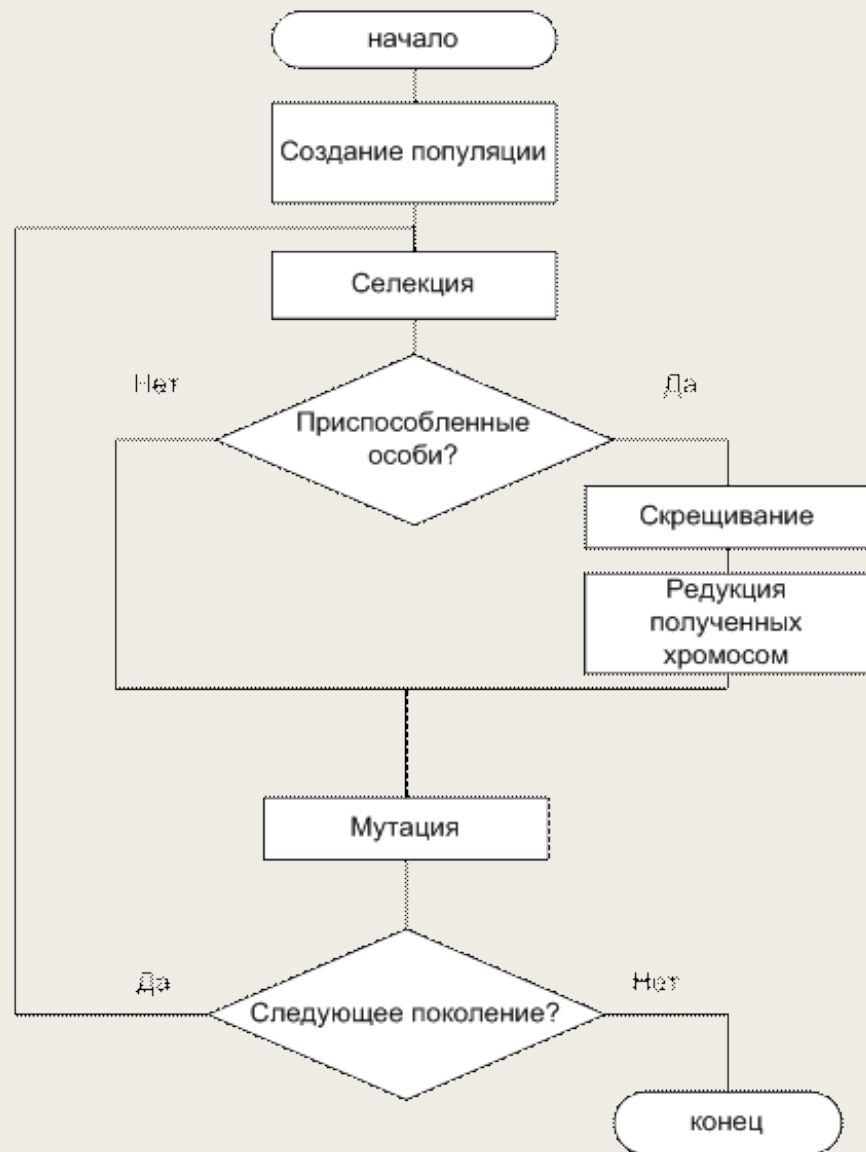 начало
Создание популяции
Селекция
Нет
Да
Приспособленные
особи?
Скрещивание
Редукция
полученных
хромосом
Мутация
Да
Нет
Следующее поколение?
конец